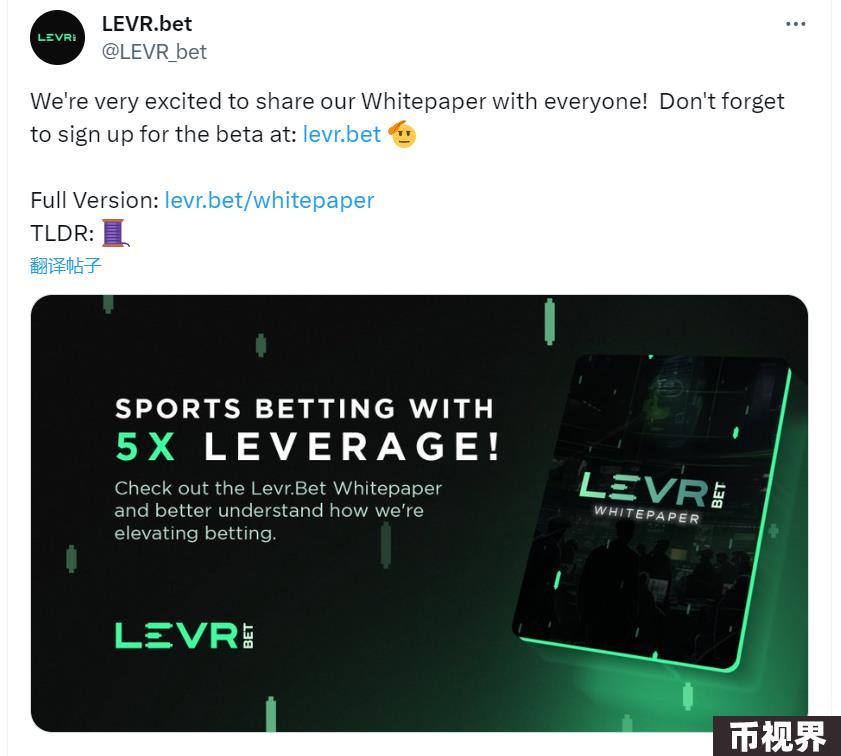 LEVR.bet
LEVR:
@LEVR_bet
We're very excited to share our Whitepaper with everyone! Don't forget
to sign up for the beta at: levr.bet
Full Version: levr.bet/whitepaper
TLDR:
翻译帖子
SPORTS BETTING WITH
5X LEVERAGE!
Check out the Levr.Bet Whitepaper
and better understand how we're
elevating betting.
LEVR BET
WHITEPAPER
LEVR BET
币视界